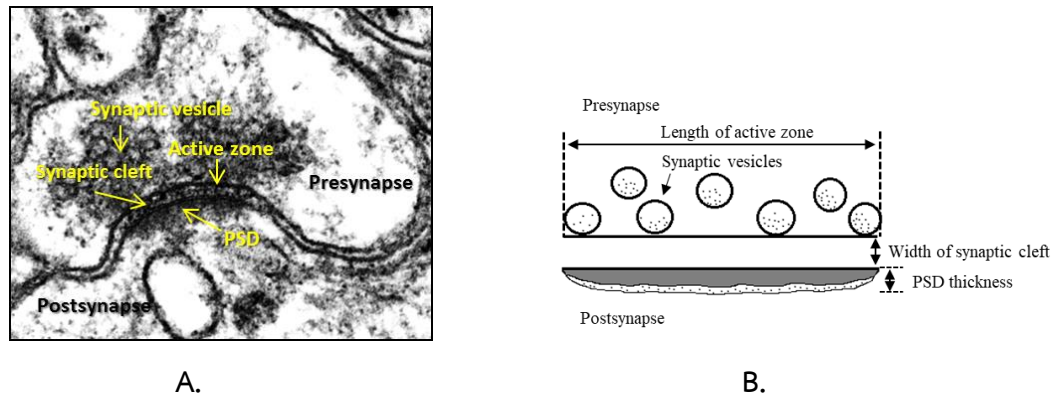 Synaptic vesicle
Active zone
Synaptic cleft
Presynapse
PSD
Postsynapse
A.
Presynapse
Length of active zone
Synaptic vesicles
Width of synaptic cleft
PSD thickness
Postsynapse
B.